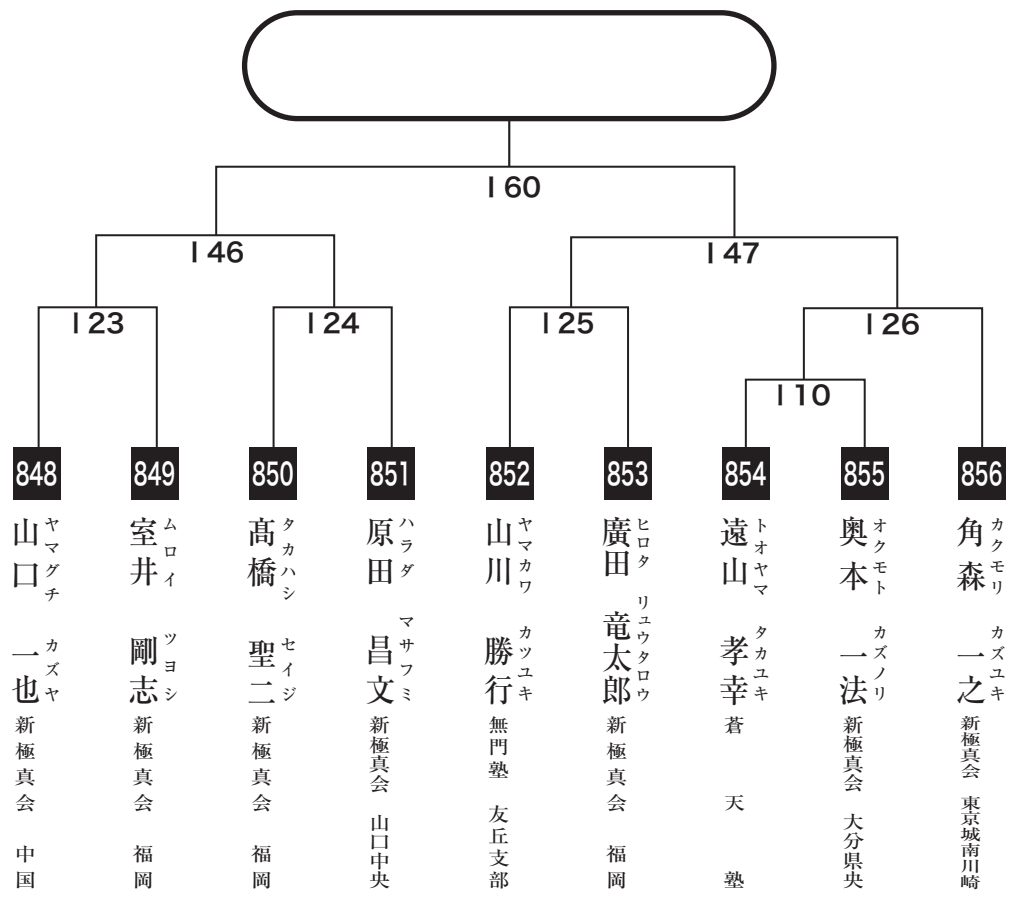 I 60
I 46
I 47
I 23
I 24
I 25
I 26
I 10
848
849
850
851
852
853
854
855
856
山口 一也
ヤマグチ カズヤ
新極真会 中国
室井 剛志
ムロイ ツヨシ
新極真会 福岡
髙橋 聖二
タカハシ セイジ
新極真会 福岡
原田 昌文
ハラダ マサフミ
新極真会 山口中央
山川 勝行
ヤマカワ カツユキ
無門塾 友丘支部
廣田 竜太郎
ヒロタ リュウタロウ
新極真会 福岡
遠山 孝幸
トオヤマ タカユキ
蒼天塾
奥本 一法
オクモト カズノリ
新極真会 大分県央
角森 一之
カクモリ カズユキ
新極真会 東京城南川崎